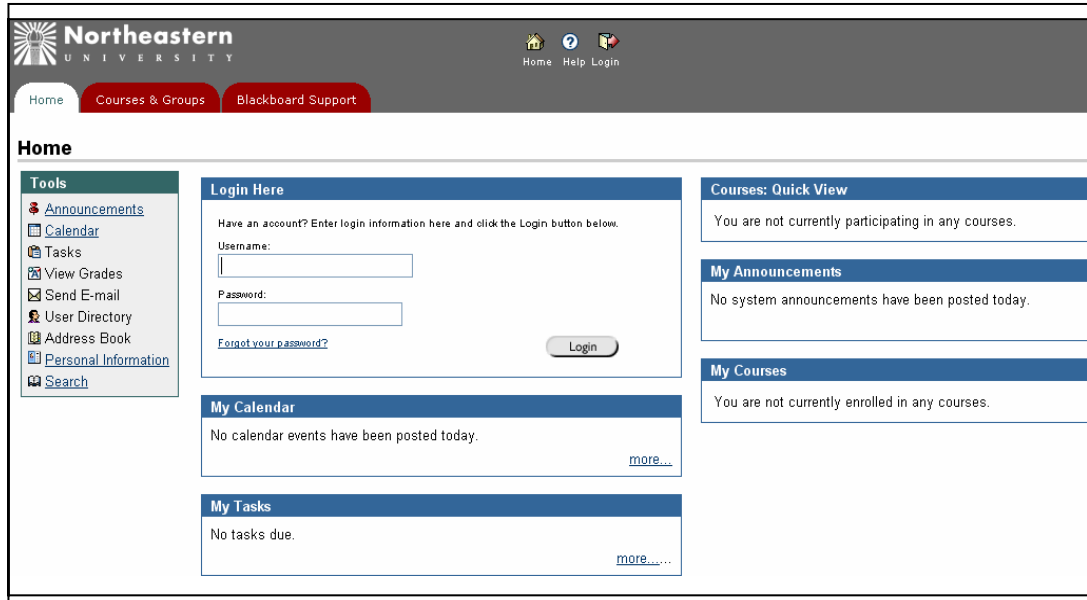 Northeastern
UNIVERSITY
Home Help Login
Home Courses & Groups Blackboard Support
Home
Tools
Announcements
Calendar
Tasks
View Grades
Send E-mail
User Directory
Address Book
Personal Information
Search
Login Here
Have an account? Enter login information here and click the Login button below.
Username:
Password:
Forgot your password?
Login
My Calendar
No calendar events have been posted today.
more...
My Tasks
No tasks due.
more......
Courses: Quick View
You are not currently participating in any courses.
My Announcements
No system announcements have been posted today.
My Courses
You are not currently enrolled in any courses.